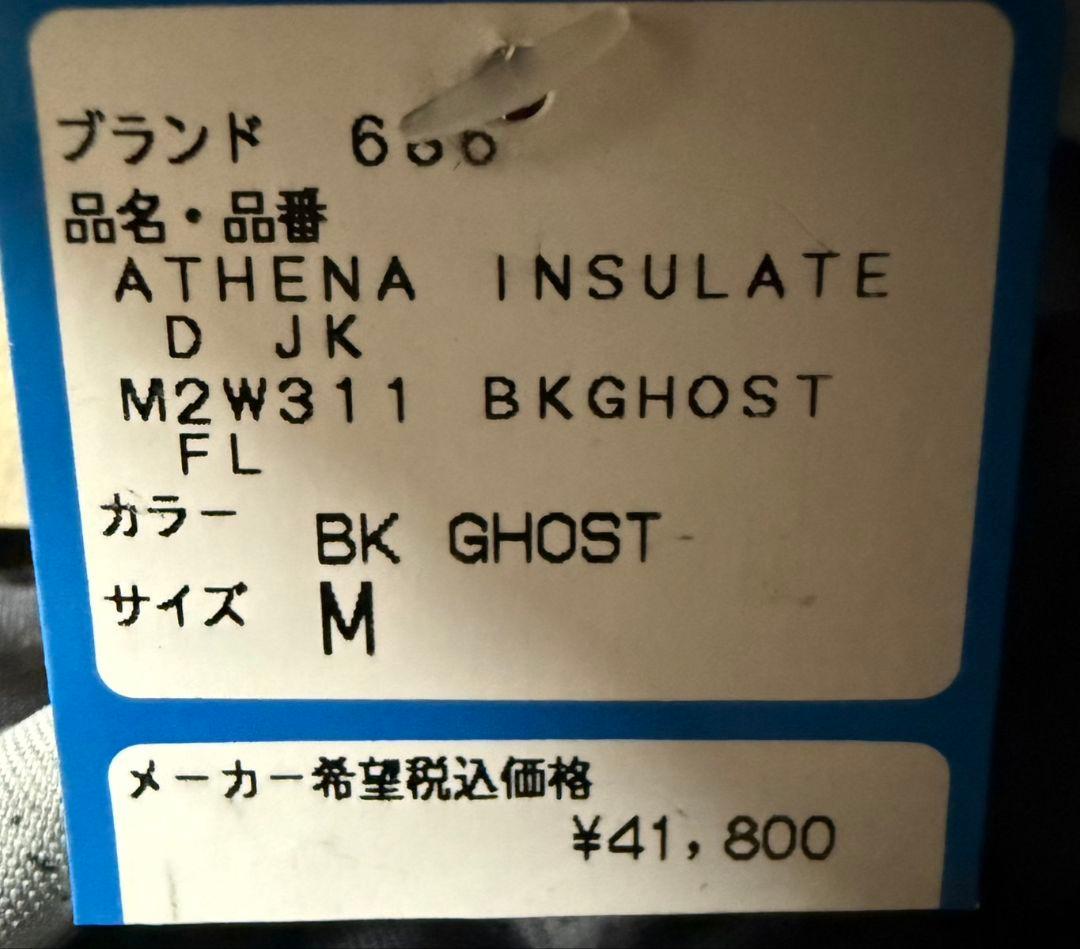 ブランド 686
品名・品番
ATHENA INSULATE
D JK
M2W311 BKGHOST
FL
カラー BK GHOST
サイズ M
メーカー希望税込価格
¥41,800